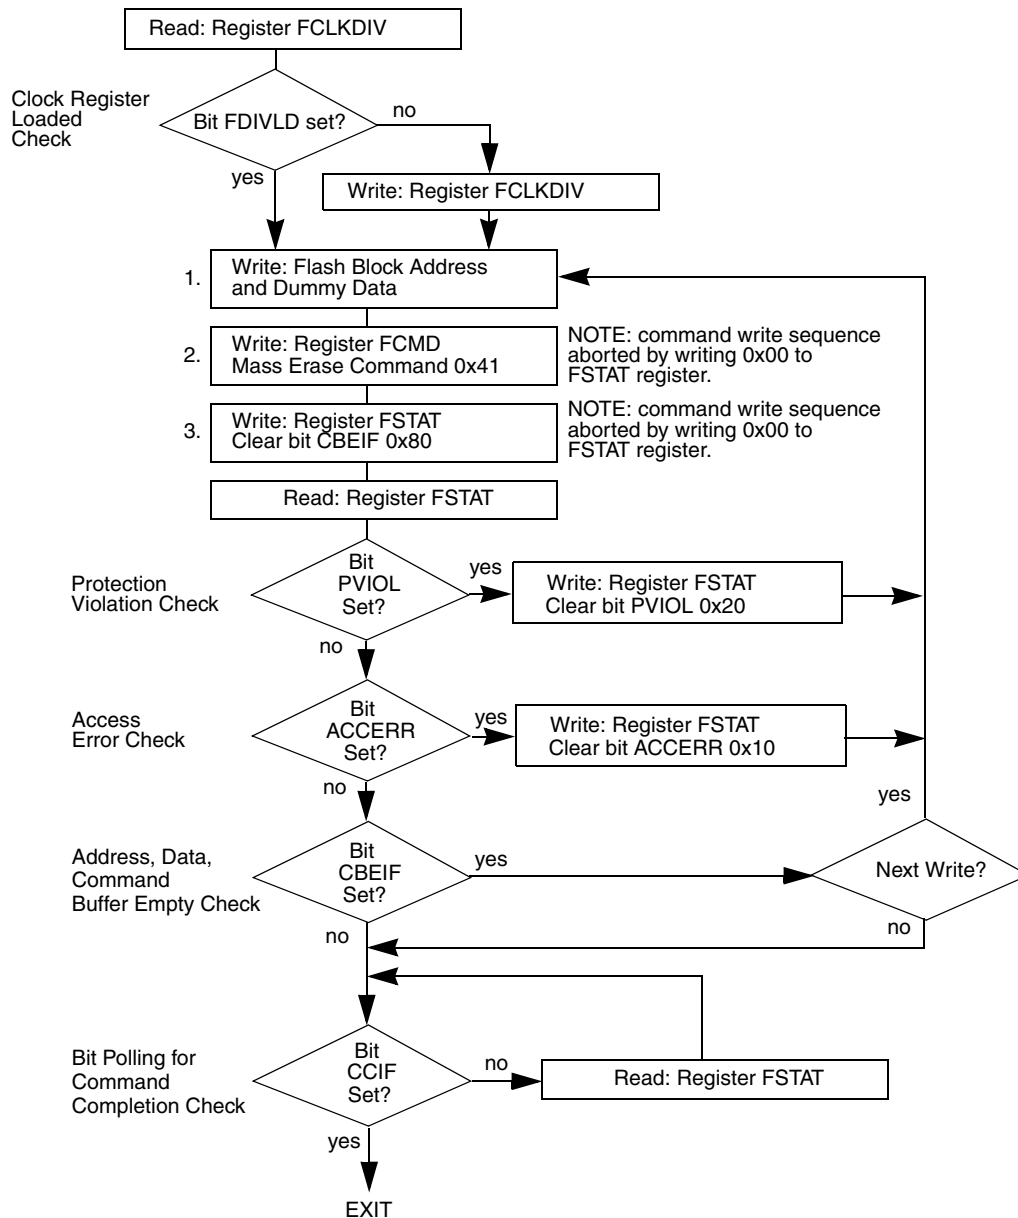 Read: Register FCLKDIV
Clock Register
Loaded
Check
Bit FDIVLD set?
no
yes
Write: Register FCLKDIV
1.
Write: Flash Block Address
and Dummy Data
2.
Write: Register FCMD
Mass Erase Command 0x41
NOTE: command write sequence
aborted by writing 0x00 to
FSTAT register.
3.
Write: Register FSTAT
Clear bit CBEIF 0x80
NOTE: command write sequence
aborted by writing 0x00 to
FSTAT register.
Read: Register FSTAT
Protection
Violation Check
Bit
PVIOL
Set?
yes
Write: Register FSTAT
Clear bit PVIOL 0x20
no
Access
Error Check
Bit
ACCERR
Set?
yes
Write: Register FSTAT
Clear bit ACCERR 0x10
no
yes
Address, Data,
Command
Buffer Empty Check
Bit
CBEIF
Set?
yes
Next Write?
no
no
Bit Polling for
Command
Completion Check
Bit
CCIF
Set?
no
Read: Register FSTAT
yes
EXIT